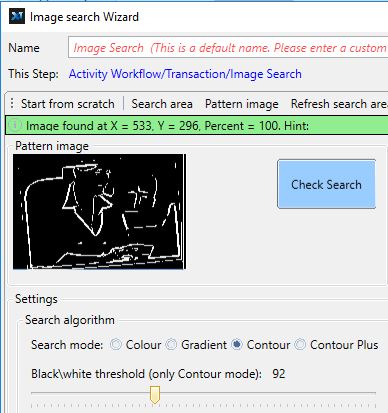 Image search Wizard
Name Image Search (This is a default name. Please enter a custom
This Step: Activity Workflow/Transaction/Image Search
Start from scratch Search area Pattern image Refresh search area
Image found at X = 533, Y = 296, Percent = 100. Hint:
Pattern image
Check Search
Settings
Search algorithm
Search mode: Colour Gradient Contour Contour Plus
Black\white threshold (only Contour mode): 92